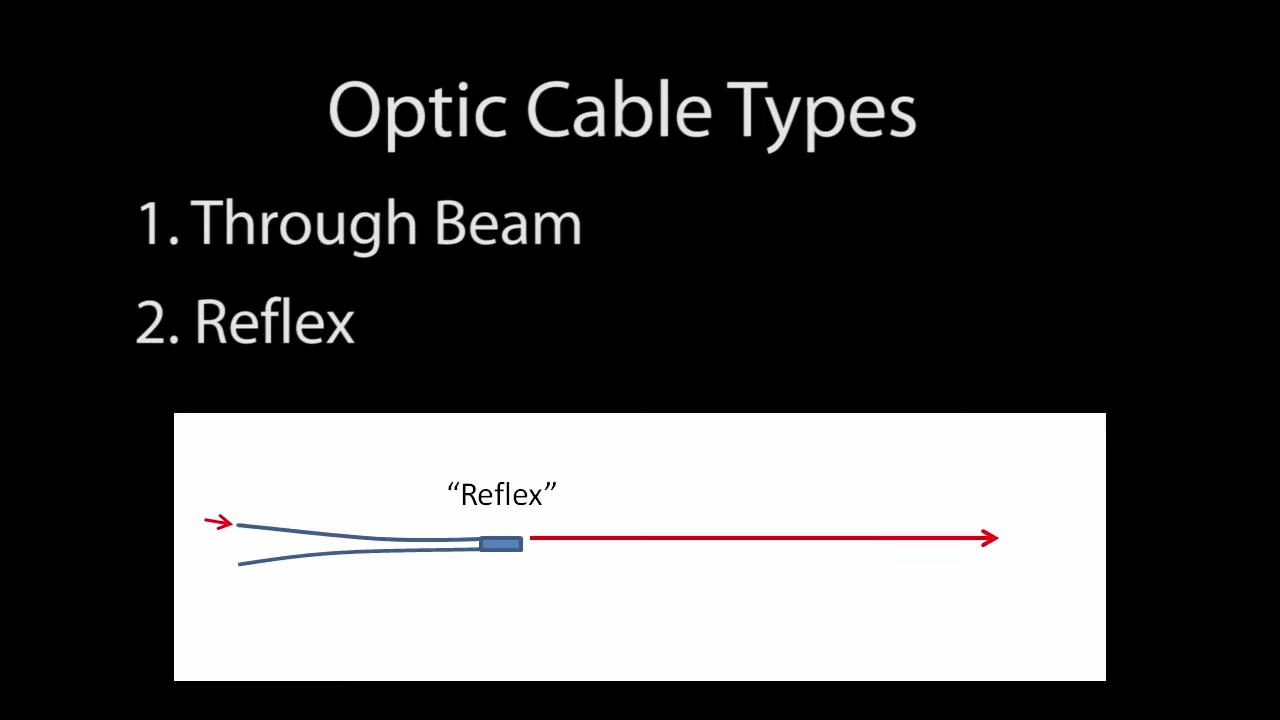 Optic Cable Types
1. Through Beam
2. Reflex
“Reflex”